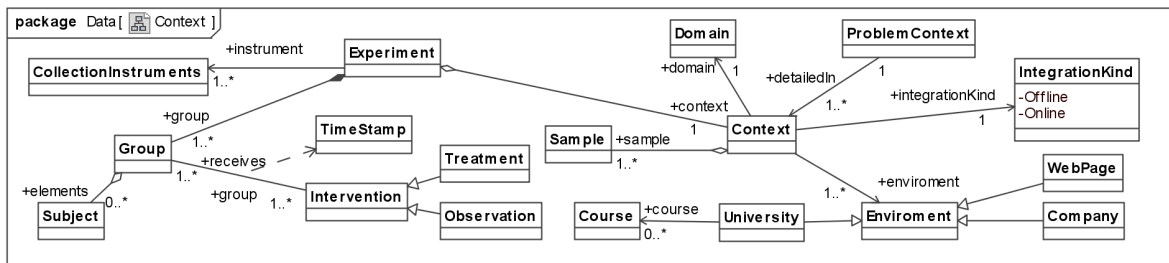 package Data[ Context ]
Domain
ProblemContext
+instrument
Experiment
CollectionInstruments
1..*
+domain
1
+detailedIn
1
IntegrationKind
-Offline
-Online
+integrationKind
1
1..*
+context
1
Context
+group
1..*
TimeStamp
Sample
+sample
1..*
Group
+receives
1..*
+group
1..*
Treatment
Intervention
Observation
+elements
0..*
Subject
WebPage
+enviroment
1..*
Course
+course
0..*
University
Enviroment
Company